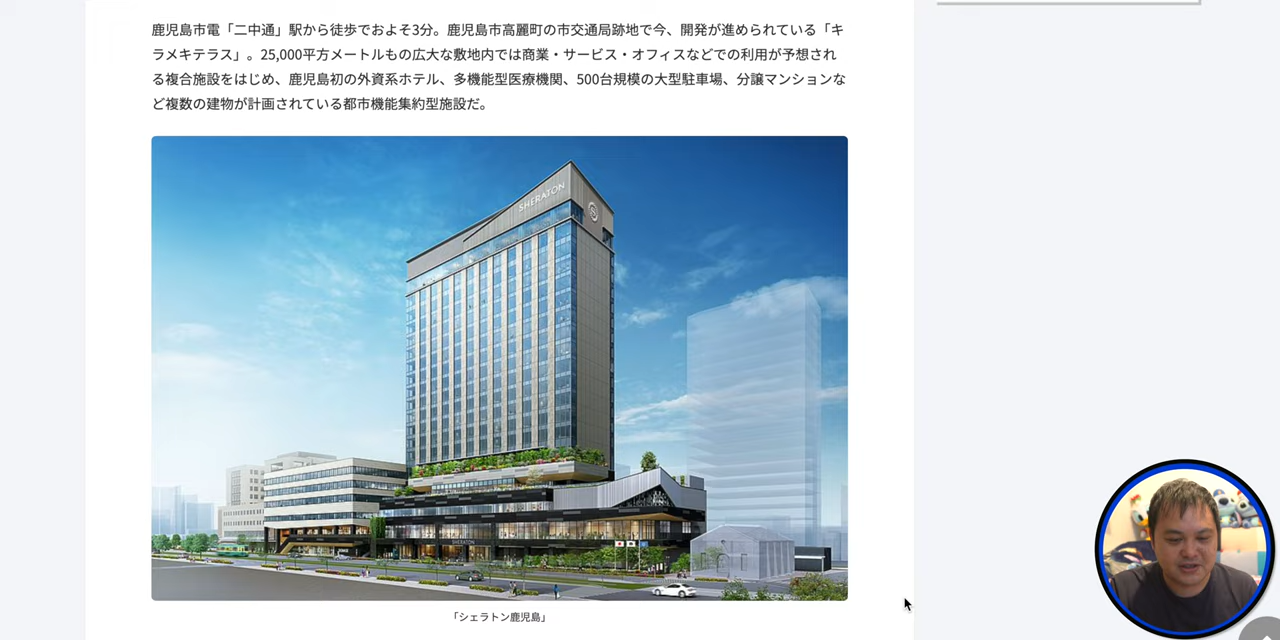 鹿児島市電「二中通」駅から徒歩でおよそ3分。鹿児島市高麗町の市交通局跡地で今、開発が進められている「キ
ラメキテラス」。25,000平方メートルもの広大な敷地内では商業・サービス・オフィスなどでの利用が予想され
る複合施設をはじめ、鹿児島初の外資系ホテル、多機能型医療機関、500台規模の大型駐車場、分譲マンションな
ど複数の建物が計画されている都市機能集約型施設だ。
SHERATON
SHERATON
「シェラトン鹿児島」